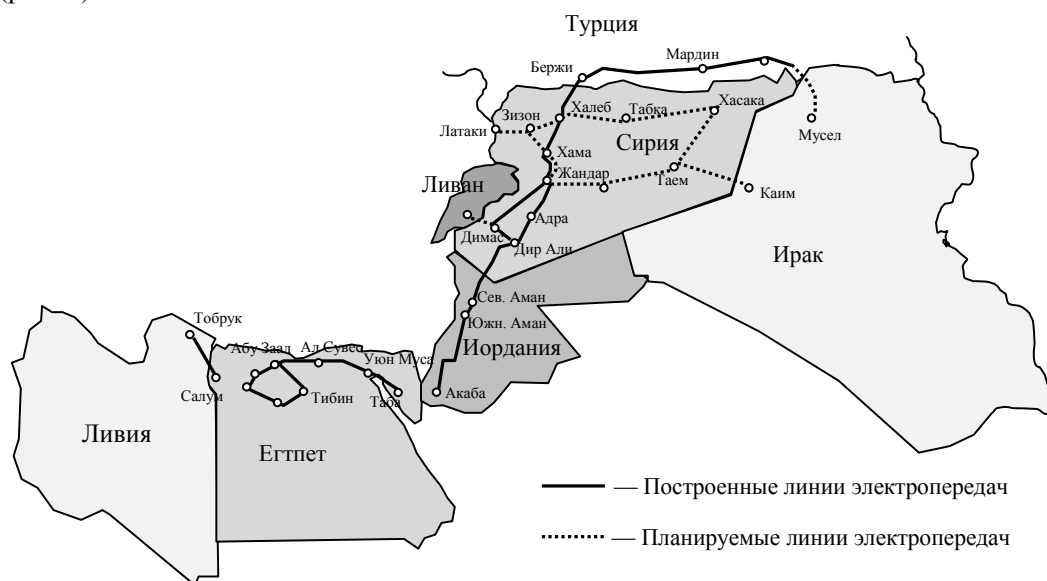 Турция
Мардин
Бержи
Халеб
Табка
Хасака
Зизон
Латаки
Мусел
Сирия
Хама
Жандар
Таем
Ливан
Каим
Адра
Димас
Дир Али
Ирак
Сев. Аман
Тобрук
Южн. Аман
Абу Заал
Ал Сувес
Уюн Муса
Иордания
Салум
Тибин
Таба
Акаба
Ливия
Егтпет
— Построенные линии электропередач
— Планируемые линии электропередач